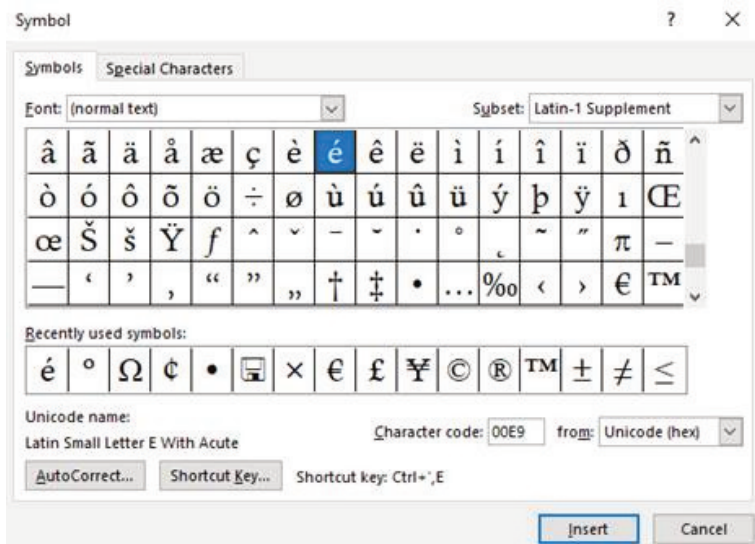 Symbol ? ×
Symbols Special Characters
Font: (normal text) Subset: Latin-1 Supplement
â ã ä å æ ç è é ê ë ì í î ï ð ñ
ò ó ô õ ö ÷ ø ù ú û ü ý þ ÿ ı Œ
œ Š š Ÿ ƒ ˆ ˇ ˉ ˘ ˙ ˚ ˛ ˜ ˝ π –
— ‘ ’ ‚ “ ” „ † ‡ • … ‰ ‹ › € ™
Recently used symbols:
é ° Ω ¢ • 🖫 × € £ ¥ © ® ™ ± ≠ ≤
Unicode name:
Latin Small Letter E With Acute
Character code: 00E9 from: Unicode (hex)
AutoCorrect... Shortcut Key... Shortcut key: Ctrl+',E
Insert Cancel